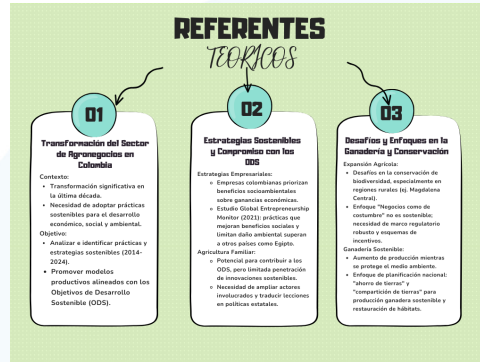 REFERENTES
TEORICOS
01
Transformación del Sector
de Agronegocios en
Colombia
Contexto:
• Transformación significativa en
la última década.
• Necesidad de adoptar prácticas
sostenibles para el desarrollo
económico, social y ambiental.
Objetivo:
• Analizar e identificar prácticas y
estrategias sostenibles (2014-
2024).
• Promover modelos
productivos alineados con los
Objetivos de Desarrollo
Sostenible (ODS).
02
Estrategias Sostenibles
y Compromiso con los
ODS
Estrategias Empresariales:
Empresas colombianas priorizan
beneficios socioambientales
sobre ganancias económicas.
Estudio Global Entrepreneurship
Monitor (2021): prácticas que
mejoran beneficios sociales y
limitan daño ambiental superan
a otros países como Egipto.
Agricultura Familiar:
Potencial para contribuir a los
ODS, pero limitada penetración
de innovaciones sostenibles.
Necesidad de ampliar actores
involucrados y traducir lecciones
en políticas estatales.
03
Desafíos y Enfoques en la
Ganadería y Conservación
Expansión Agrícola:
• Desafíos en la conservación de
biodiversidad, especialmente en
regiones rurales (ej. Magdalena
Central).
• Enfoque "Negocios como de
costumbre" no es sostenible;
necesidad de marco regulatorio
robusto y esquemas de
incentivos.
Ganadería Sostenible:
• Aumento de producción mientras
se protege el medio ambiente.
• Enfoque de planificación nacional:
"ahorro de tierras" y
"compartición de tierras" para
producción ganadera sostenible y
restauración de hábitats.